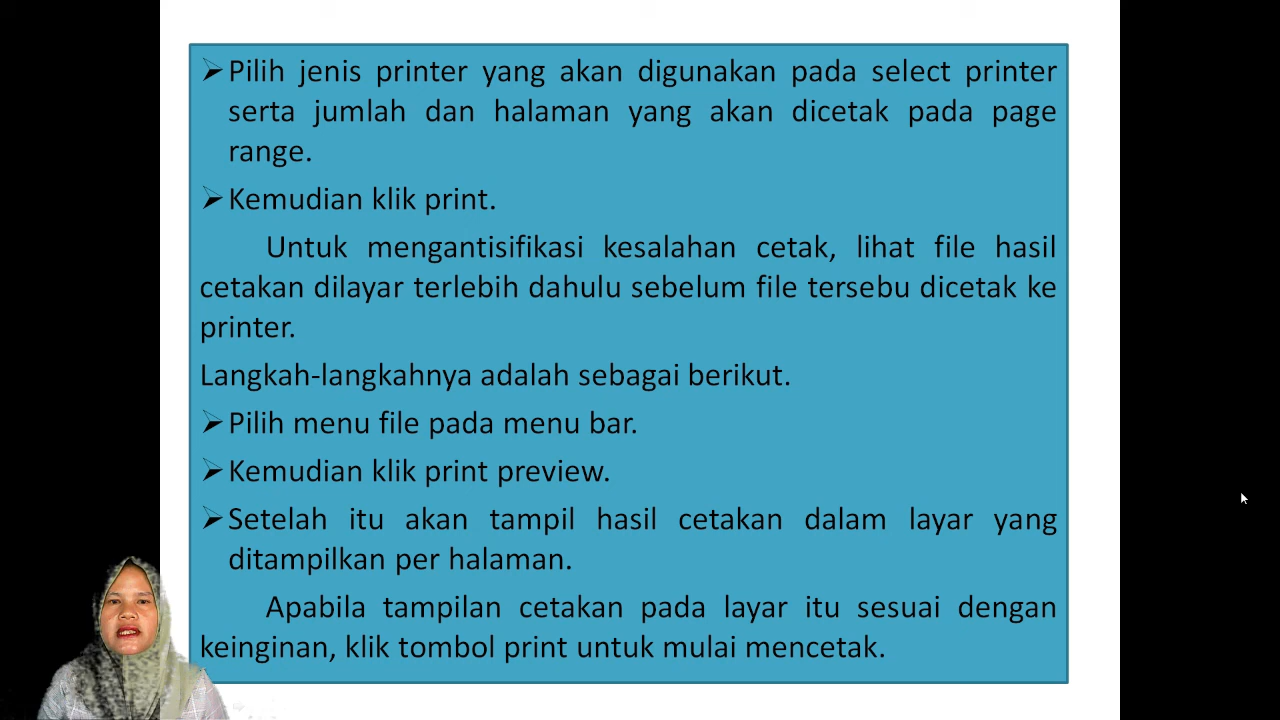 ➢Pilih jenis printer yang akan digunakan pada select printer
serta jumlah dan halaman yang akan dicetak pada page
range.
➢Kemudian klik print.
Untuk mengantisifikasi kesalahan cetak, lihat file hasil
cetakan dilayar terlebih dahulu sebelum file tersebu dicetak ke
printer.
Langkah-langkahnya adalah sebagai berikut.
➢Pilih menu file pada menu bar.
➢Kemudian klik print preview.
➢Setelah itu akan tampil hasil cetakan dalam layar yang
ditampilkan per halaman.
Apabila tampilan cetakan pada layar itu sesuai dengan
keinginan, klik tombol print untuk mulai mencetak.